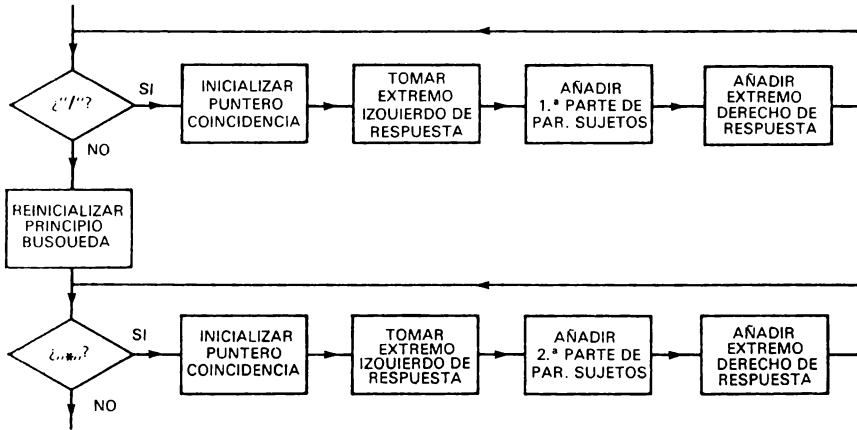 ¿"/"?
SI
INICIALIZAR
PUNTERO
COINCIDENCIA
TOMAR
EXTREMO
IZQUIERDO DE
RESPUESTA
AÑADIR
1.ª PARTE DE
PAR. SUJETOS
AÑADIR
EXTREMO
DERECHO DE
RESPUESTA
NO
REINICIALIZAR
PRINCIPIO
BUSQUEDA
¿,,*,,?
SI
INICIALIZAR
PUNTERO
COINCIDENCIA
TOMAR
EXTREMO
IZQUIERDO DE
RESPUESTA
AÑADIR
2.ª PARTE DE
PAR. SUJETOS
AÑADIR
EXTREMO
DERECHO DE
RESPUESTA
NO